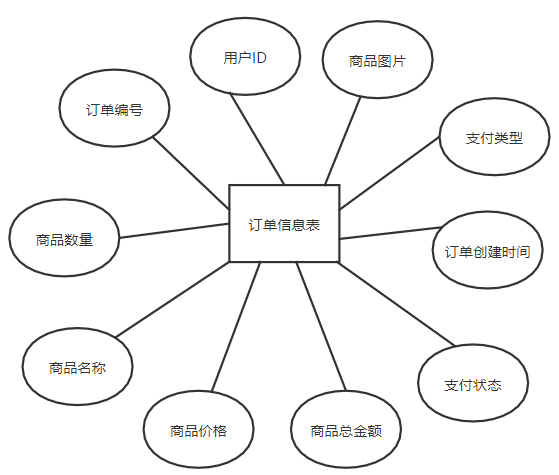 用户ID
商品图片
订单编号
支付类型
订单信息表
商品数量
订单创建时间
商品名称
支付状态
商品价格
商品总金额